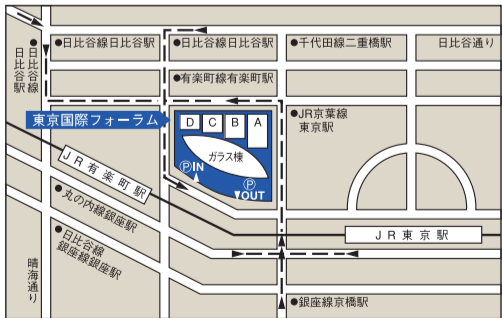 ●日比谷線日比谷駅
●日比谷線日比谷駅
●千代田線二重橋駅
日比谷通り
●日比谷線
日比谷駅
●有楽町線有楽町駅
東京国際フォーラム
D
C
B
A
ガラス棟
ⓅIN
Ⓟ
OUT
●JR京葉線
東京駅
JR有楽町駅
●丸の内線銀座駅
●日比谷線
銀座線銀座駅
JR東京駅
晴海通り
●銀座線京橋駅